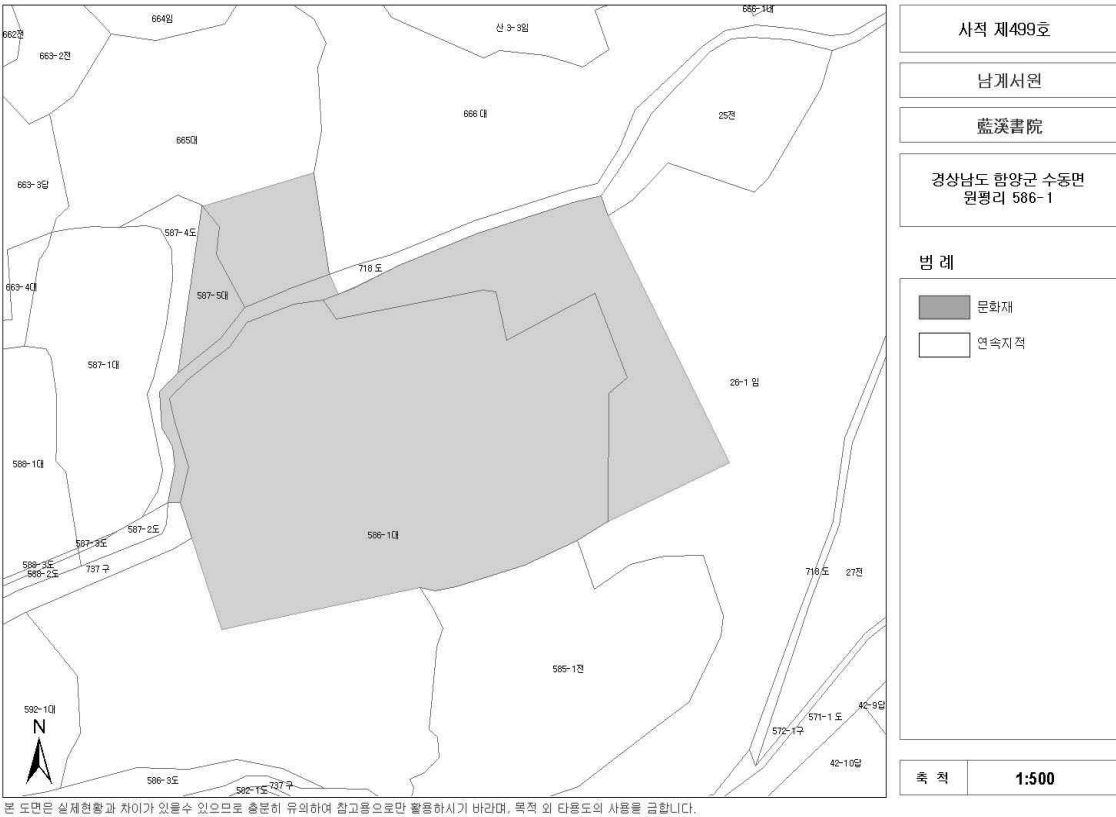 662전
664임
산 3-3임
666-1대
663-2전
665대
666 대
25전
663-3답
587-4도
718 도
663-4대
587-5대
587-1대
26-1 임
588-1대
587-2도
586-1대
587-3도
588-3도
588-2도
737 구
718 도
27전
585-1전
592-1대
N
571-1 도
42-9답
572-1구
42-10답
586-3도
737 구
582-1도
사적 제499호
남계서원
藍溪書院
경상남도 함양군 수동면
원평리 586-1
범 례
문화재
연속지적
축 척
1:500
본 도면은 실제현황과 차이가 있을수 있으므로 충분히 유의하여 참고용으로만 활용하시기 바라며, 목적 외 타용도의 사용을 금합니다.